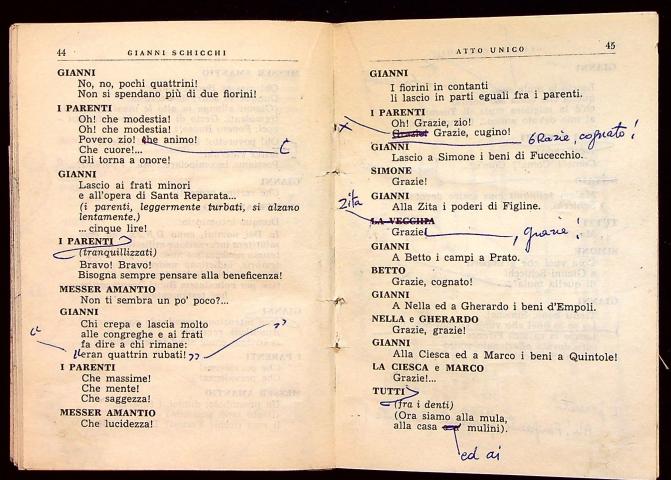 44 GIANNI SCHICCHI
GIANNI
No, no, pochi quattrini!
Non si spendano più di due fiorini!
I PARENTI
Oh! che modestia!
Oh! che modestia!
Povero zio! che animo!
Che cuore!...
Gli torna a onore!
GIANNI
Lascio ai frati minori
e all'opera di Santa Reparata...
(i parenti, leggermente turbati, si alzano
lentamente.)
... cinque lire!
I PARENTI
(tranquillizzati)
Bravo! Bravo!
Bisogna sempre pensare alla beneficenza!
MESSER AMANTIO
Non ti sembra un po' poco?...
GIANNI
Chi crepa e lascia molto
alle congreghe e ai frati
fa dire a chi rimane:
"eran quattrin rubati!"
I PARENTI
Che massime!
Che mente!
Che saggezza!
MESSER AMANTIO
Che lucidezza!
ATTO UNICO 45
GIANNI
I fiorini in contanti
li lascio in parti eguali fra i parenti.
I PARENTI
Oh! Grazie, zio!
Grazie, cugino! Grazie, cognato!
GIANNI
Lascio a Simone i beni di Fucecchio.
SIMONE
Grazie!
GIANNI
Alla Zita i poderi di Figline.
Zita
LA VECCHIA
Grazie! , grazie!
GIANNI
A Betto i campi a Prato.
BETTO
Grazie, cognato!
GIANNI
A Nella ed a Gherardo i beni d'Empoli.
NELLA e GHERARDO
Grazie, grazie!
GIANNI
Alla Ciesca ed a Marco i beni a Quintole!
LA CIESCA e MARCO
Grazie!...
TUTTI
(fra i denti)
(Ora siamo alla mula,
alla casa mulini).
ed ai